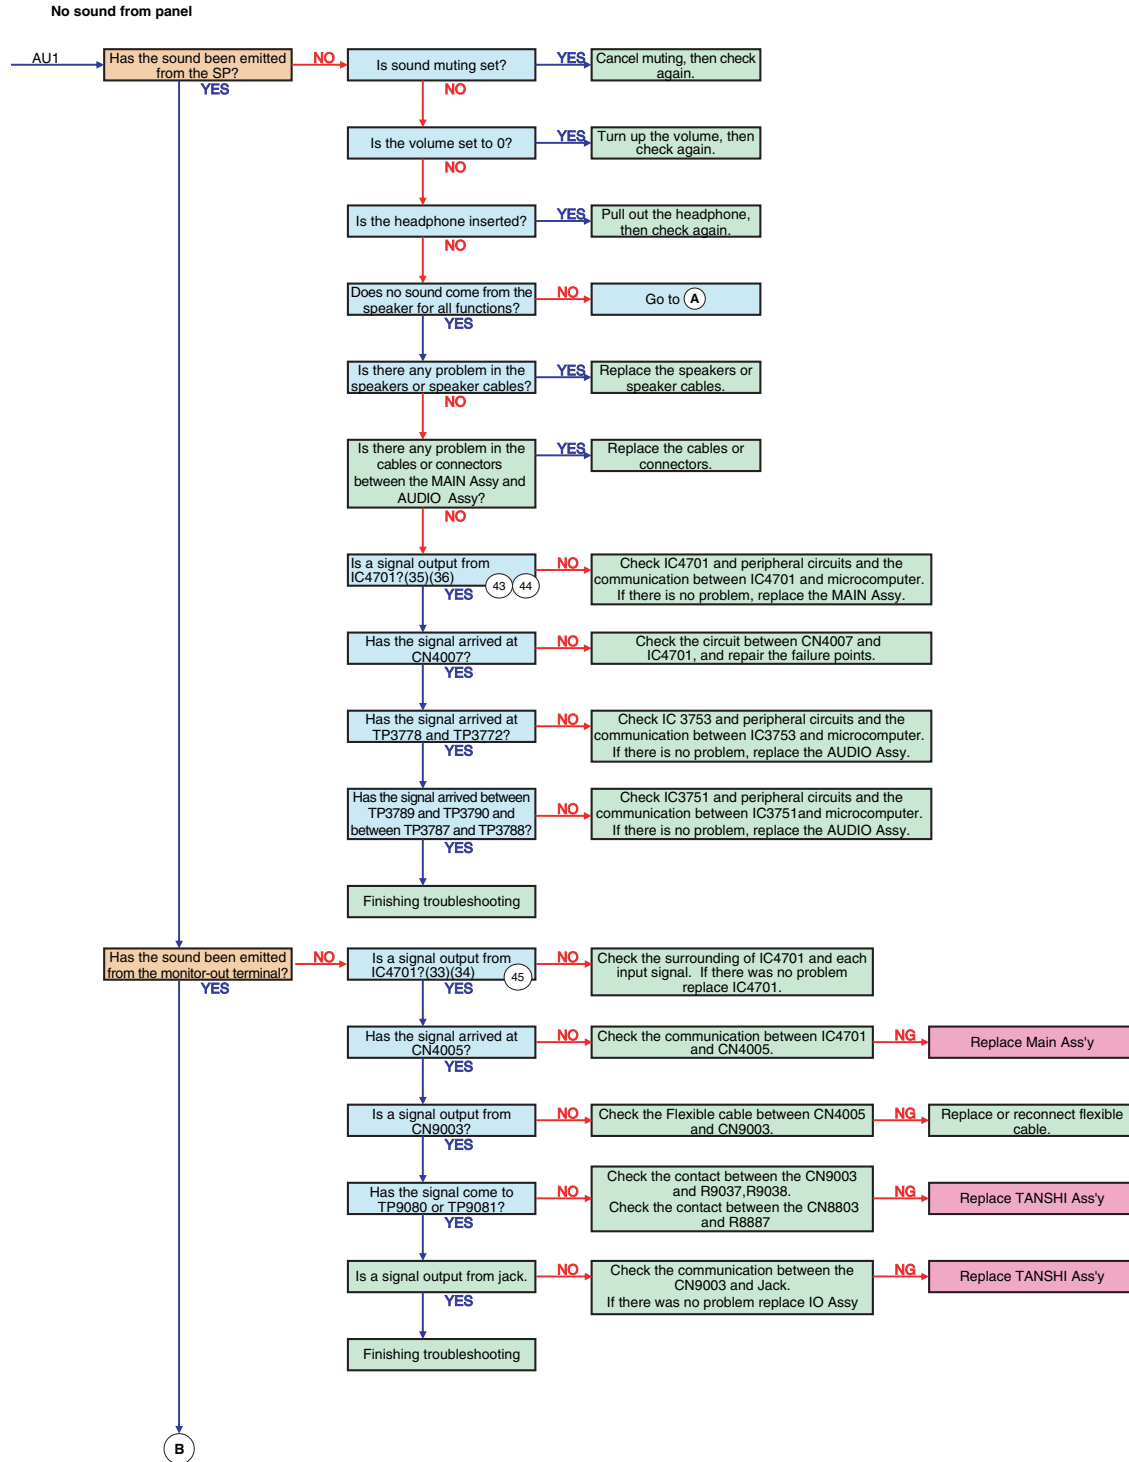 No sound from panel
AU1
Has the sound been emitted
from the SP?
NO
YES
Is sound muting set?
YES
NO
Cancel muting, then check
again.
Is the volume set to 0?
YES
NO
Turn up the volume, then
check again.
Is the headphone inserted?
YES
NO
Pull out the headphone,
then check again.
Does no sound come from the
speaker for all functions?
NO
YES
Go to A
Is there any problem in the
speakers or speaker cables?
YES
NO
Replace the speakers or
speaker cables.
Is there any problem in the
cables or connectors
between the MAIN Assy and
AUDIO Assy?
YES
NO
Replace the cables or
connectors.
Is a signal output from
IC4701?(35)(36)
43 44
NO
YES
Check IC4701 and peripheral circuits and the
communication between IC4701 and microcomputer.
If there is no problem, replace the MAIN Assy.
Has the signal arrived at
CN4007?
NO
YES
Check the circuit between CN4007 and
IC4701, and repair the failure points.
Has the signal arrived at
TP3778 and TP3772?
NO
YES
Check IC 3753 and peripheral circuits and the
communication between IC3753 and microcomputer.
If there is no problem, replace the AUDIO Assy.
Has the signal arrived between
TP3789 and TP3790 and
between TP3787 and TP3788?
NO
YES
Check IC3751 and peripheral circuits and the
communication between IC3751and microcomputer.
If there is no problem, replace the AUDIO Assy.
Finishing troubleshooting
Has the sound been emitted
from the monitor-out terminal?
NO
YES
Is a signal output from
IC4701?(33)(34)
45
NO
YES
Check the surrounding of IC4701 and each
input signal. If there was no problem
replace IC4701.
Has the signal arrived at
CN4005?
NO
YES
Check the communication between IC4701
and CN4005.
NG
Replace Main Ass'y
Is a signal output from
CN9003?
NO
YES
Check the Flexible cable between CN4005
and CN9003.
NG
Replace or reconnect flexible
cable.
Has the signal come to
TP9080 or TP9081?
NO
YES
Check the contact between the CN9003
and R9037,R9038.
Check the contact between the CN8803
and R8887
NG
Replace TANSHI Ass'y
Is a signal output from jack.
NO
YES
Check the communication between the
CN9003 and Jack.
If there was no problem replace IO Assy
NG
Replace TANSHI Ass'y
Finishing troubleshooting
B